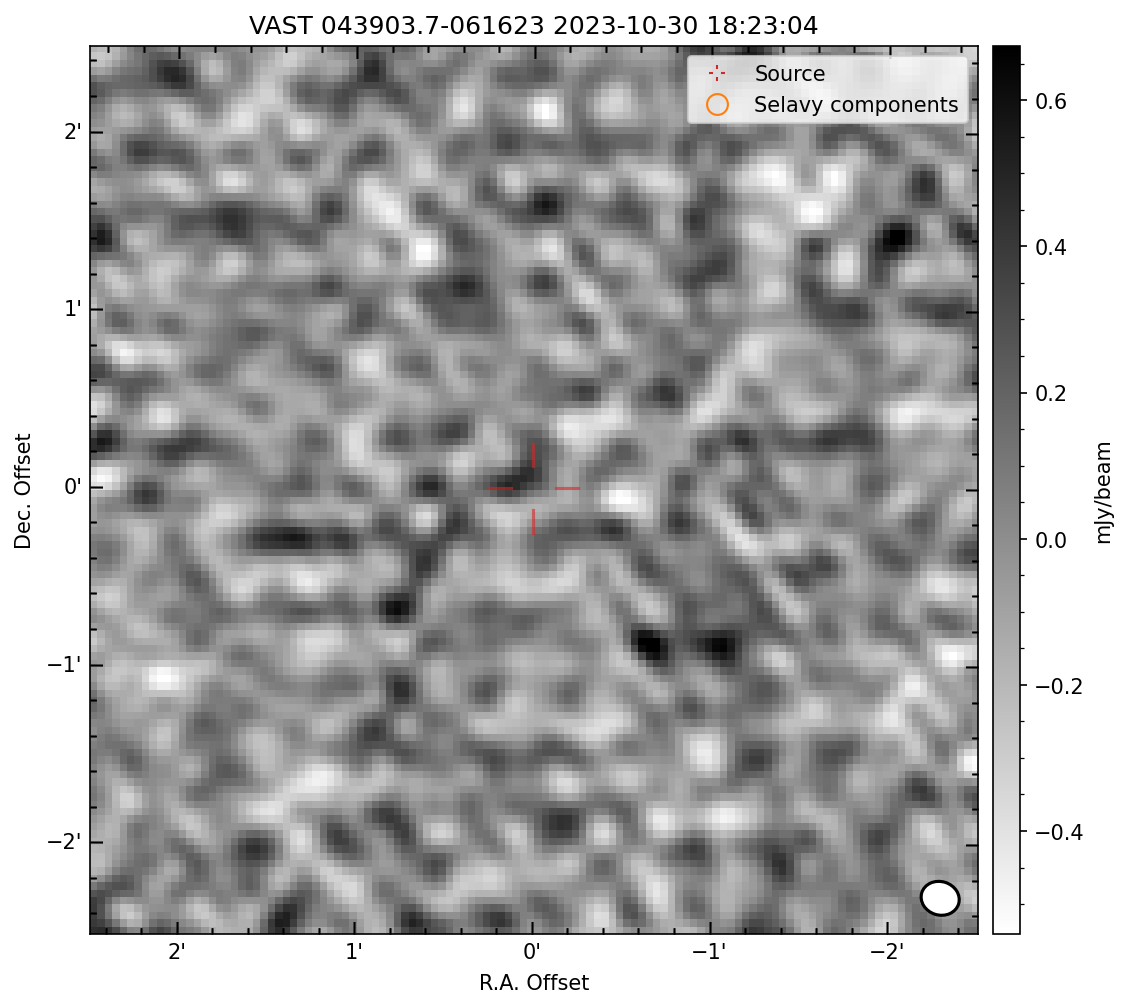 VAST 043903.7-061623 2023-10-30 18:23:04
Source
Selavy components
2'
1'
0'
−1'
−2'
Dec. Offset
2'
1'
0'
−1'
−2'
R.A. Offset
0.6
0.4
0.2
0.0
−0.2
−0.4
mJy/beam